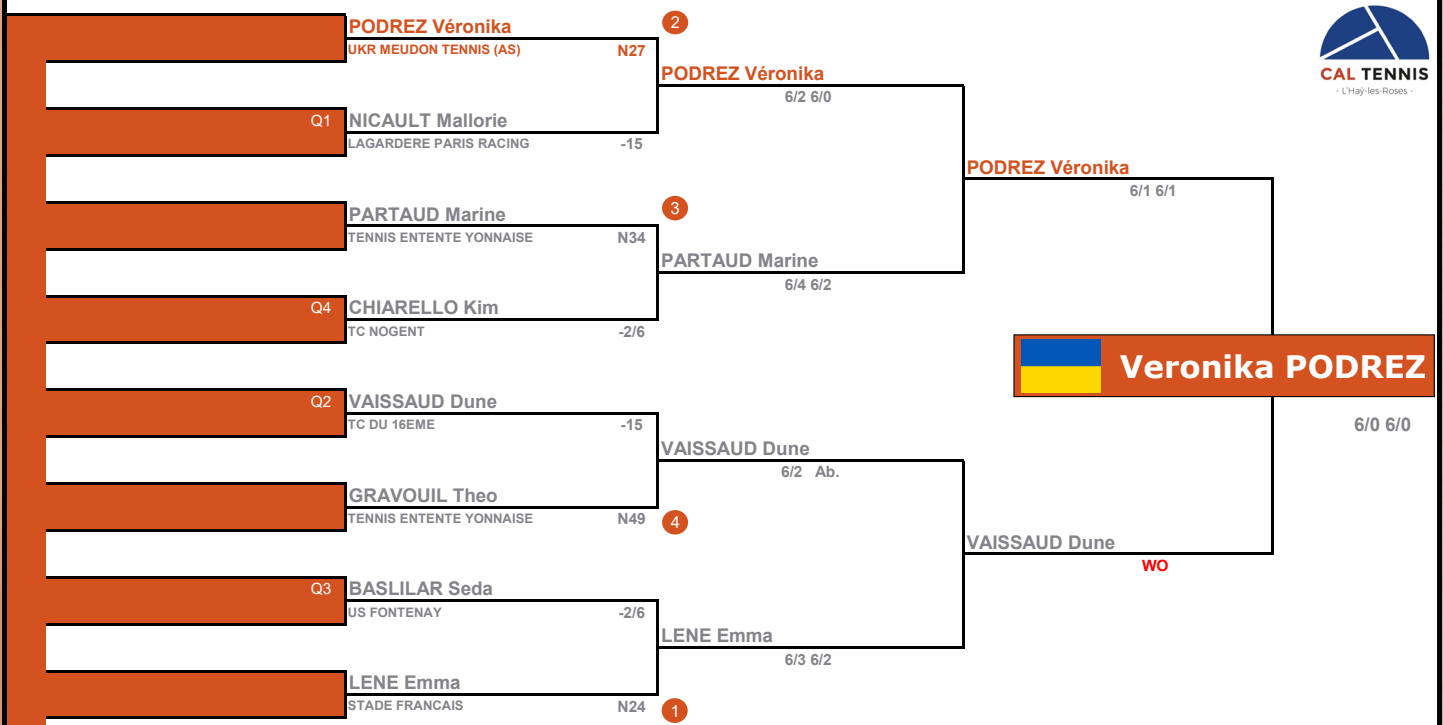 PODREZ Véronika
2
UKR MEUDON TENNIS (AS) N27
CAL TENNIS
- L'Haÿ-les-Roses -
PODREZ Véronika
6/2 6/0
Q1 NICAULT Mallorie
LAGARDERE PARIS RACING -15
PODREZ Véronika
6/1 6/1
PARTAUD Marine
3
TENNIS ENTENTE YONNAISE N34
PARTAUD Marine
6/4 6/2
Q4 CHIARELLO Kim
TC NOGENT -2/6
Veronika PODREZ
6/0 6/0
Q2 VAISSAUD Dune
TC DU 16EME -15
VAISSAUD Dune
6/2 Ab.
GRAVOUIL Theo
TENNIS ENTENTE YONNAISE N49
4
VAISSAUD Dune
WO
Q3 BASLILAR Seda
US FONTENAY -2/6
LENE Emma
6/3 6/2
LENE Emma
STADE FRANCAIS N24
1